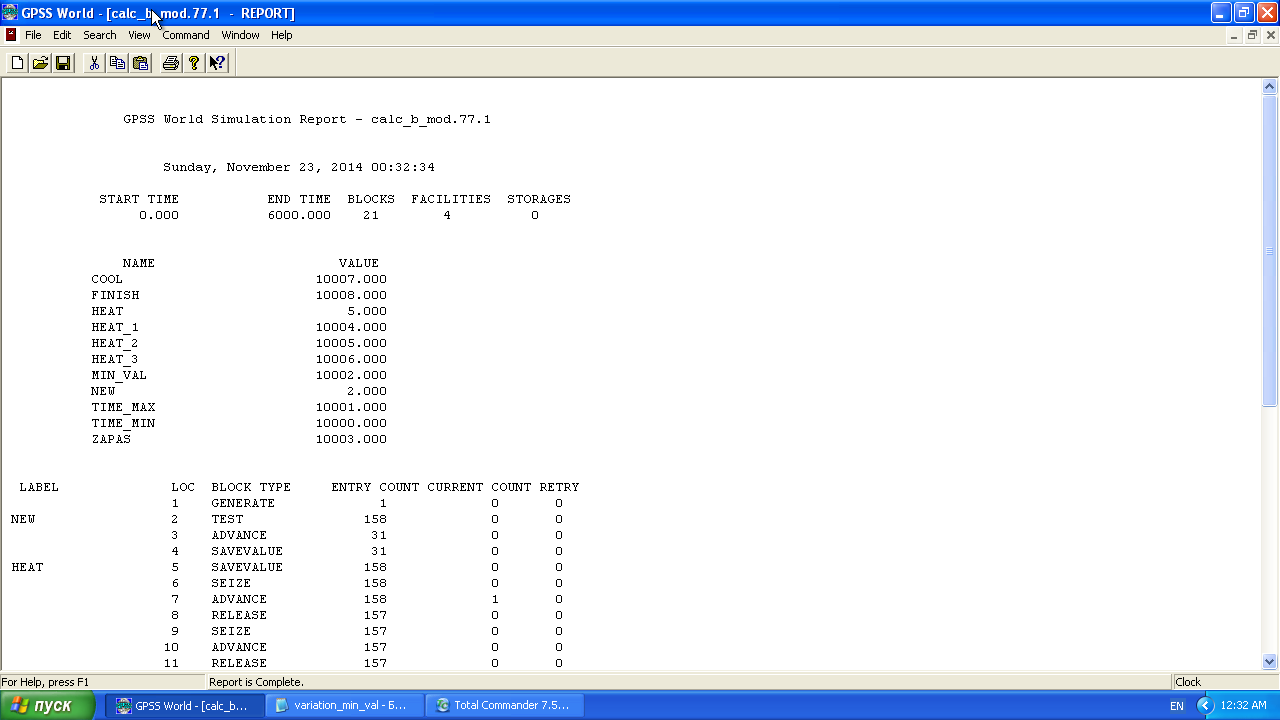 GPSS World - [calc_b_mod.77.1 - REPORT]
File Edit Search View Command Window Help
GPSS World Simulation Report - calc_b_mod.77.1
Sunday, November 23, 2014 00:32:34
START TIME END TIME BLOCKS FACILITIES STORAGES
0.000 6000.000 21 4 0
NAME VALUE
COOL 10007.000
FINISH 10008.000
HEAT 5.000
HEAT_1 10004.000
HEAT_2 10005.000
HEAT_3 10006.000
MIN_VAL 10002.000
NEW 2.000
TIME_MAX 10001.000
TIME_MIN 10000.000
ZAPAS 10003.000
LABEL LOC BLOCK TYPE ENTRY COUNT CURRENT COUNT RETRY
1 GENERATE 1 0 0
NEW 2 TEST 158 0 0
3 ADVANCE 31 0 0
4 SAVEVALUE 31 0 0
HEAT 5 SAVEVALUE 158 0 0
6 SEIZE 158 0 0
7 ADVANCE 158 1 0
8 RELEASE 157 0 0
9 SEIZE 157 0 0
10 ADVANCE 157 0 0
11 RELEASE 157 0 0
For Help, press F1 Report is Complete. Clock
пуск GPSS World - [calc_b... variation_min_val - Б... Total Commander 7.5... EN 12:32 AM